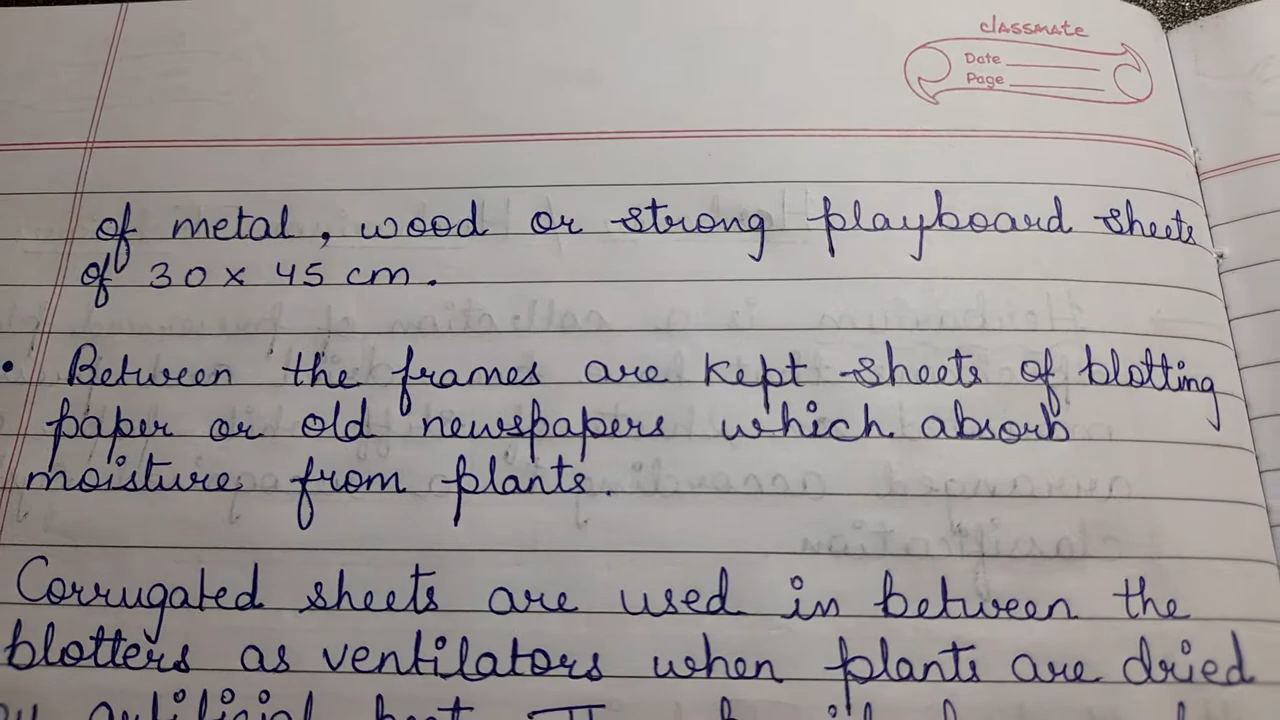 classmate
Date
Page
of metal, wood or strong playboard sheets
of 30 x 45 cm.
• Between the frames are kept sheets of blotting
paper or old newspapers which absorb
moisture from plants.
Corrugated sheets are used in between the
blotters as ventilators when plants are dried